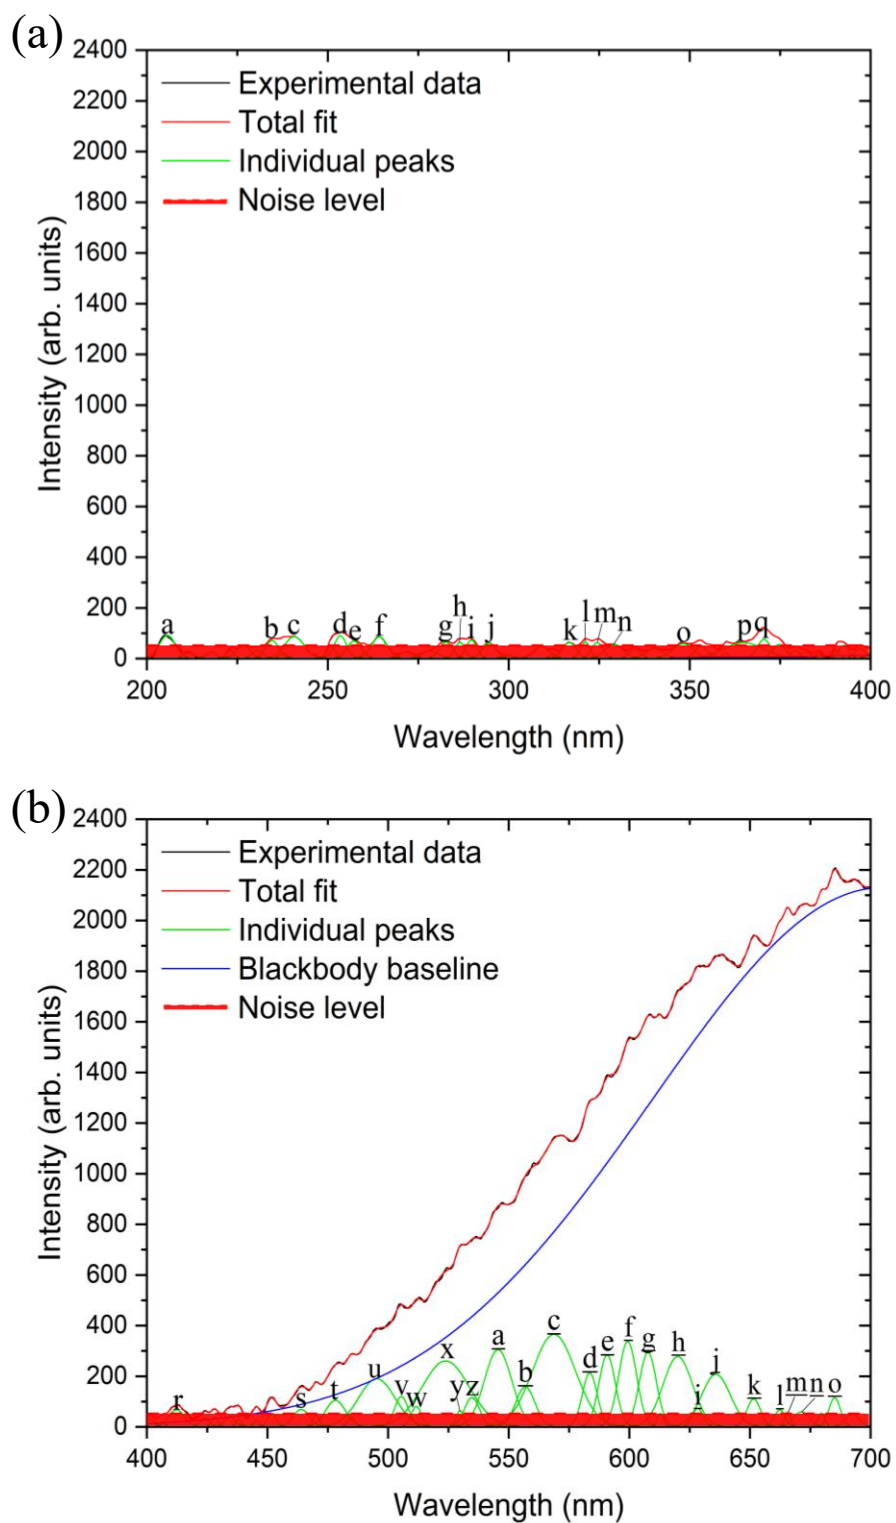 (a)
2400
2200
2000
1800
1600
1400
1200
1000
800
600
400
200
0
Experimental data
Total fit
Individual peaks
Noise level
Intensity (arb. units)
a b c d e f g h i j k l m n o p q
200 250 300 350 400
Wavelength (nm)
(b)
2400
2200
2000
1800
1600
1400
1200
1000
800
600
400
200
0
Experimental data
Total fit
Individual peaks
Blackbody baseline
Noise level
Intensity (arb. units)
r s t u v w x y z a b c d e f g h i j k l m n o
400 450 500 550 600 650 700
Wavelength (nm)